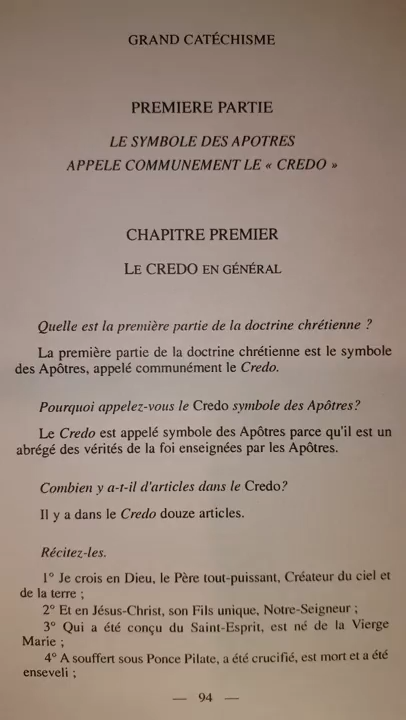 GRAND CATÉCHISME
PREMIERE PARTIE
LE SYMBOLE DES APOTRES
APPELE COMMUNEMENT LE « CREDO »
CHAPITRE PREMIER
LE CREDO EN GÉNÉRAL
Quelle est la première partie de la doctrine chrétienne ?
La première partie de la doctrine chrétienne est le symbole
des Apôtres, appelé communément le Credo.
Pourquoi appelez-vous le Credo symbole des Apôtres?
Le Credo est appelé symbole des Apôtres parce qu'il est un
abrégé des vérités de la foi enseignées par les Apôtres.
Combien y a-t-il d'articles dans le Credo?
Il y a dans le Credo douze articles.
Récitez-les.
1° Je crois en Dieu, le Père tout-puissant, Créateur du ciel et
de la terre ;
2° Et en Jésus-Christ, son Fils unique, Notre-Seigneur ;
3° Qui a été conçu du Saint-Esprit, est né de la Vierge
Marie ;
4° A souffert sous Ponce Pilate, a été crucifié, est mort et a été
enseveli ;
— 94 —